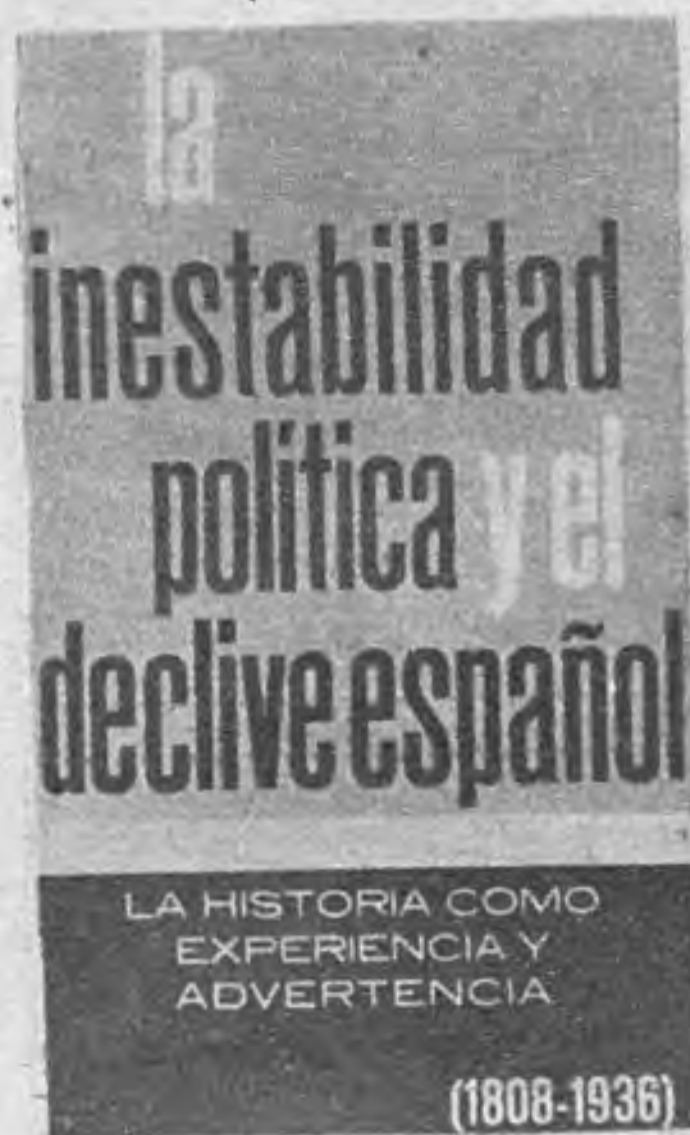 la
inestabilidad
política y el
declive español
LA HISTORIA COMO
EXPERIENCIA Y
ADVERTENCIA
(1808-1936)